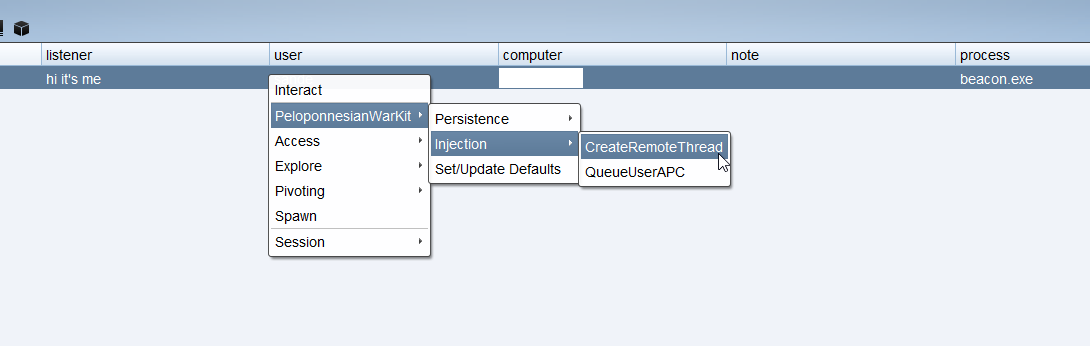 listener user computer note process
hi it's me beacon.exe
Interact
PeloponnesianWarKit
Access
Explore
Pivoting
Spawn
Session
Persistence
Injection
Set/Update Defaults
CreateRemoteThread
QueueUserAPC